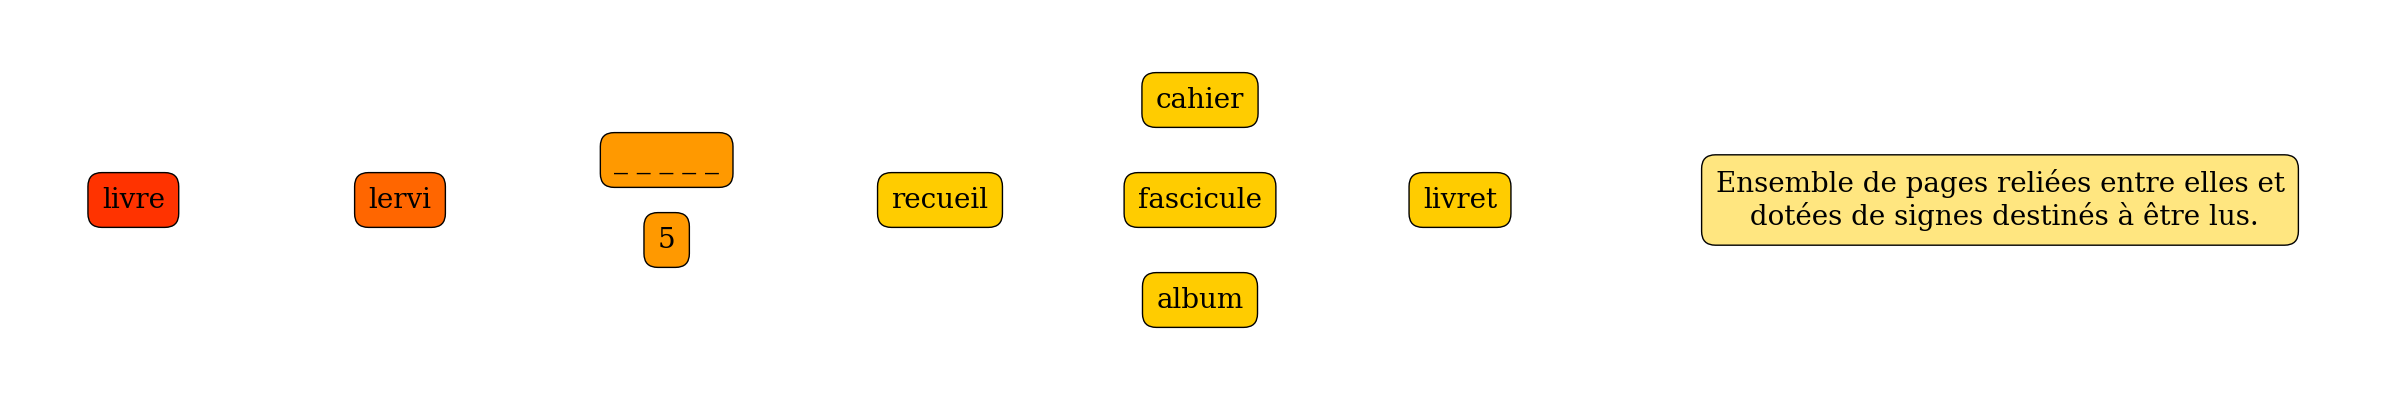 livre
lervi
_ _ _ _ _
5
recueil
cahier
fascicule
album
livret
Ensemble de pages reliées entre elles et
dotées de signes destinés à être lus.